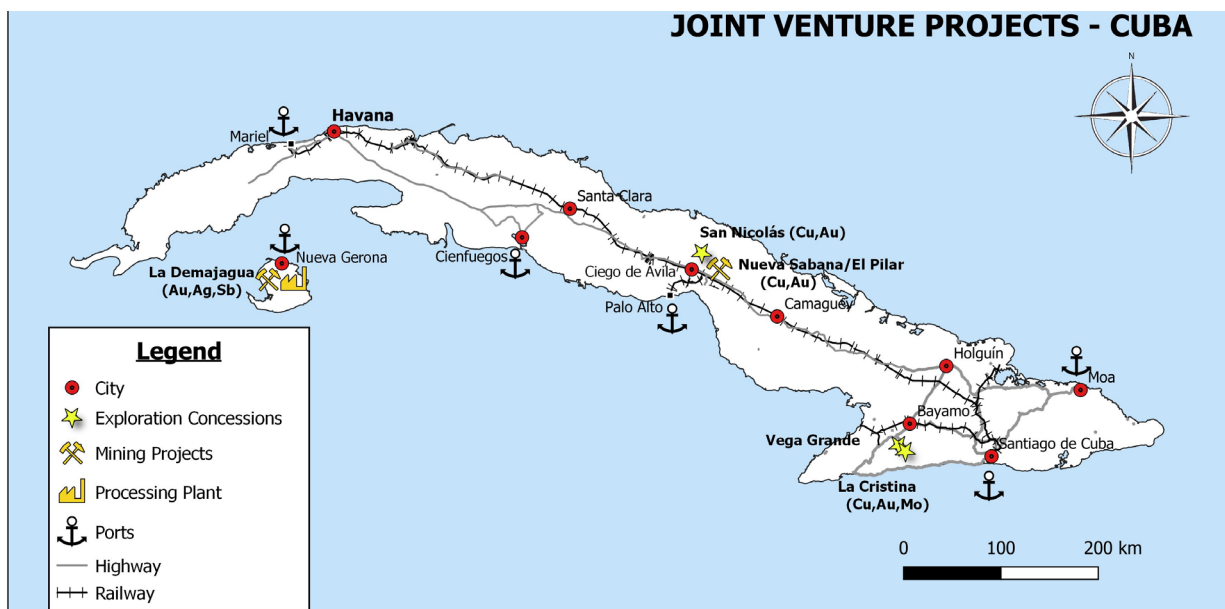 JOINT VENTURE PROJECTS - CUBA
N
Havana
Mariel
Santa Clara
San Nicolás (Cu,Au)
Cienfuegos
Nueva Gerona
Ciego de Ávila
Nueva Sabana/El Pilar
(Cu,Au)
La Demajagua
(Au,Ag,Sb)
Palo Alto
Camaguey
Holguín
Moa
Bayamo
Vega Grande
Santiago de Cuba
La Cristina
(Cu,Au,Mo)
Legend
City
Exploration Concessions
Mining Projects
Processing Plant
Ports
Highway
Railway
0 100 200 km